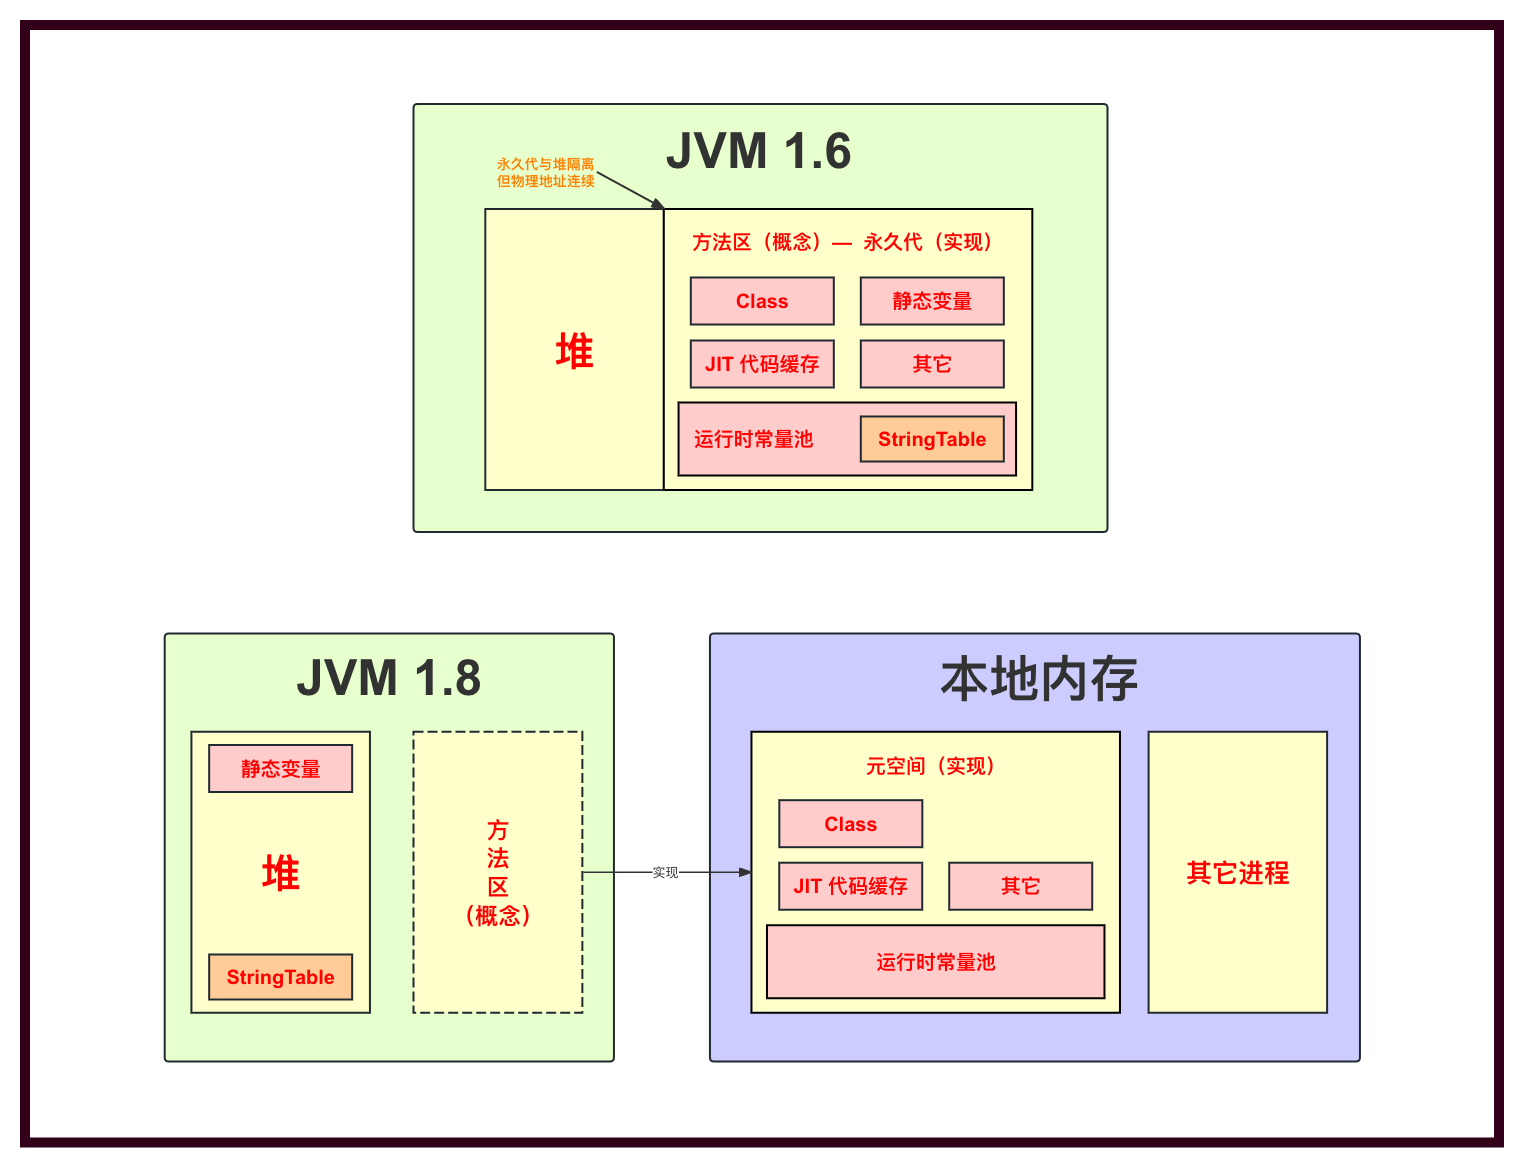 JVM 1.6
永久代与堆隔离
但物理地址连续
堆
方法区（概念）— 永久代（实现）
Class
静态变量
JIT 代码缓存
其它
运行时常量池
StringTable
JVM 1.8
静态变量
堆
StringTable
方
法
区
（概念）
实现
本地内存
元空间（实现）
Class
JIT 代码缓存
其它
运行时常量池
其它进程